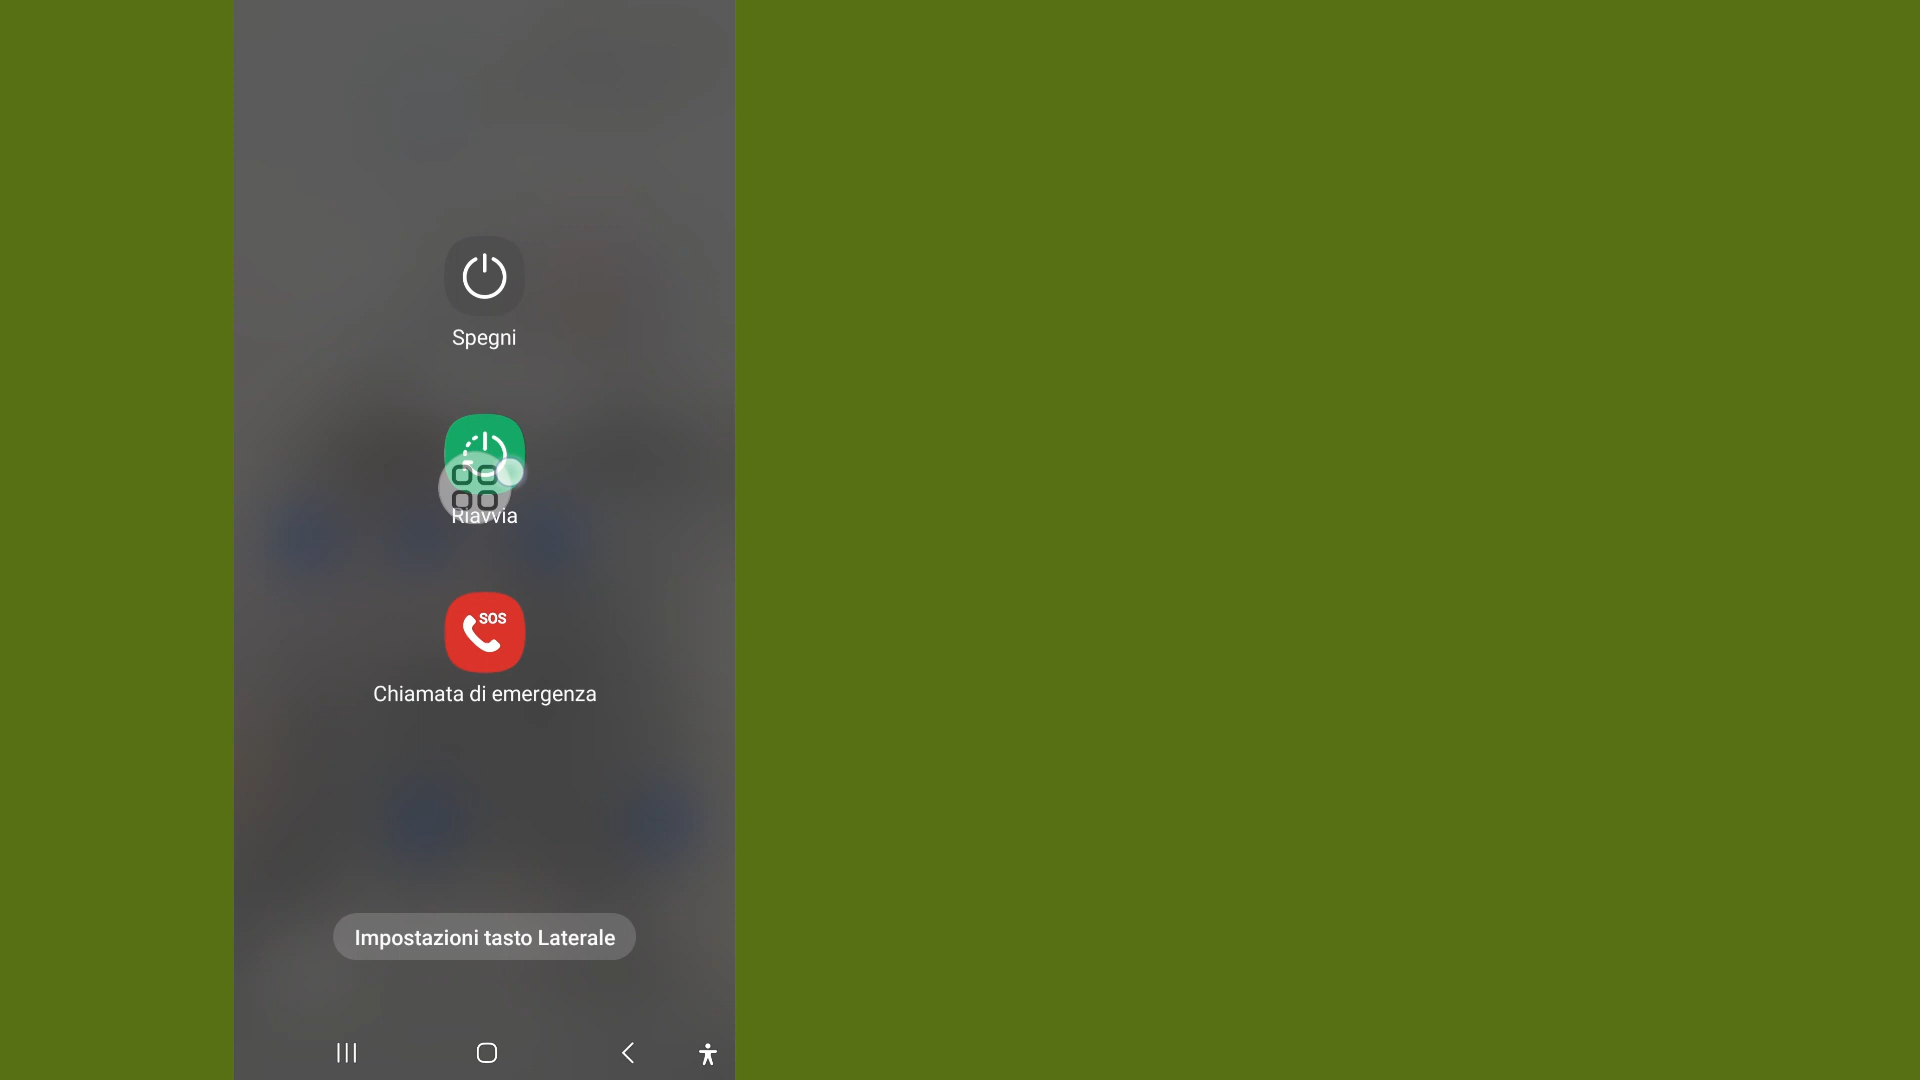 Spegni
Riavvia
SOS
Chiamata di emergenza
Impostazioni tasto Laterale